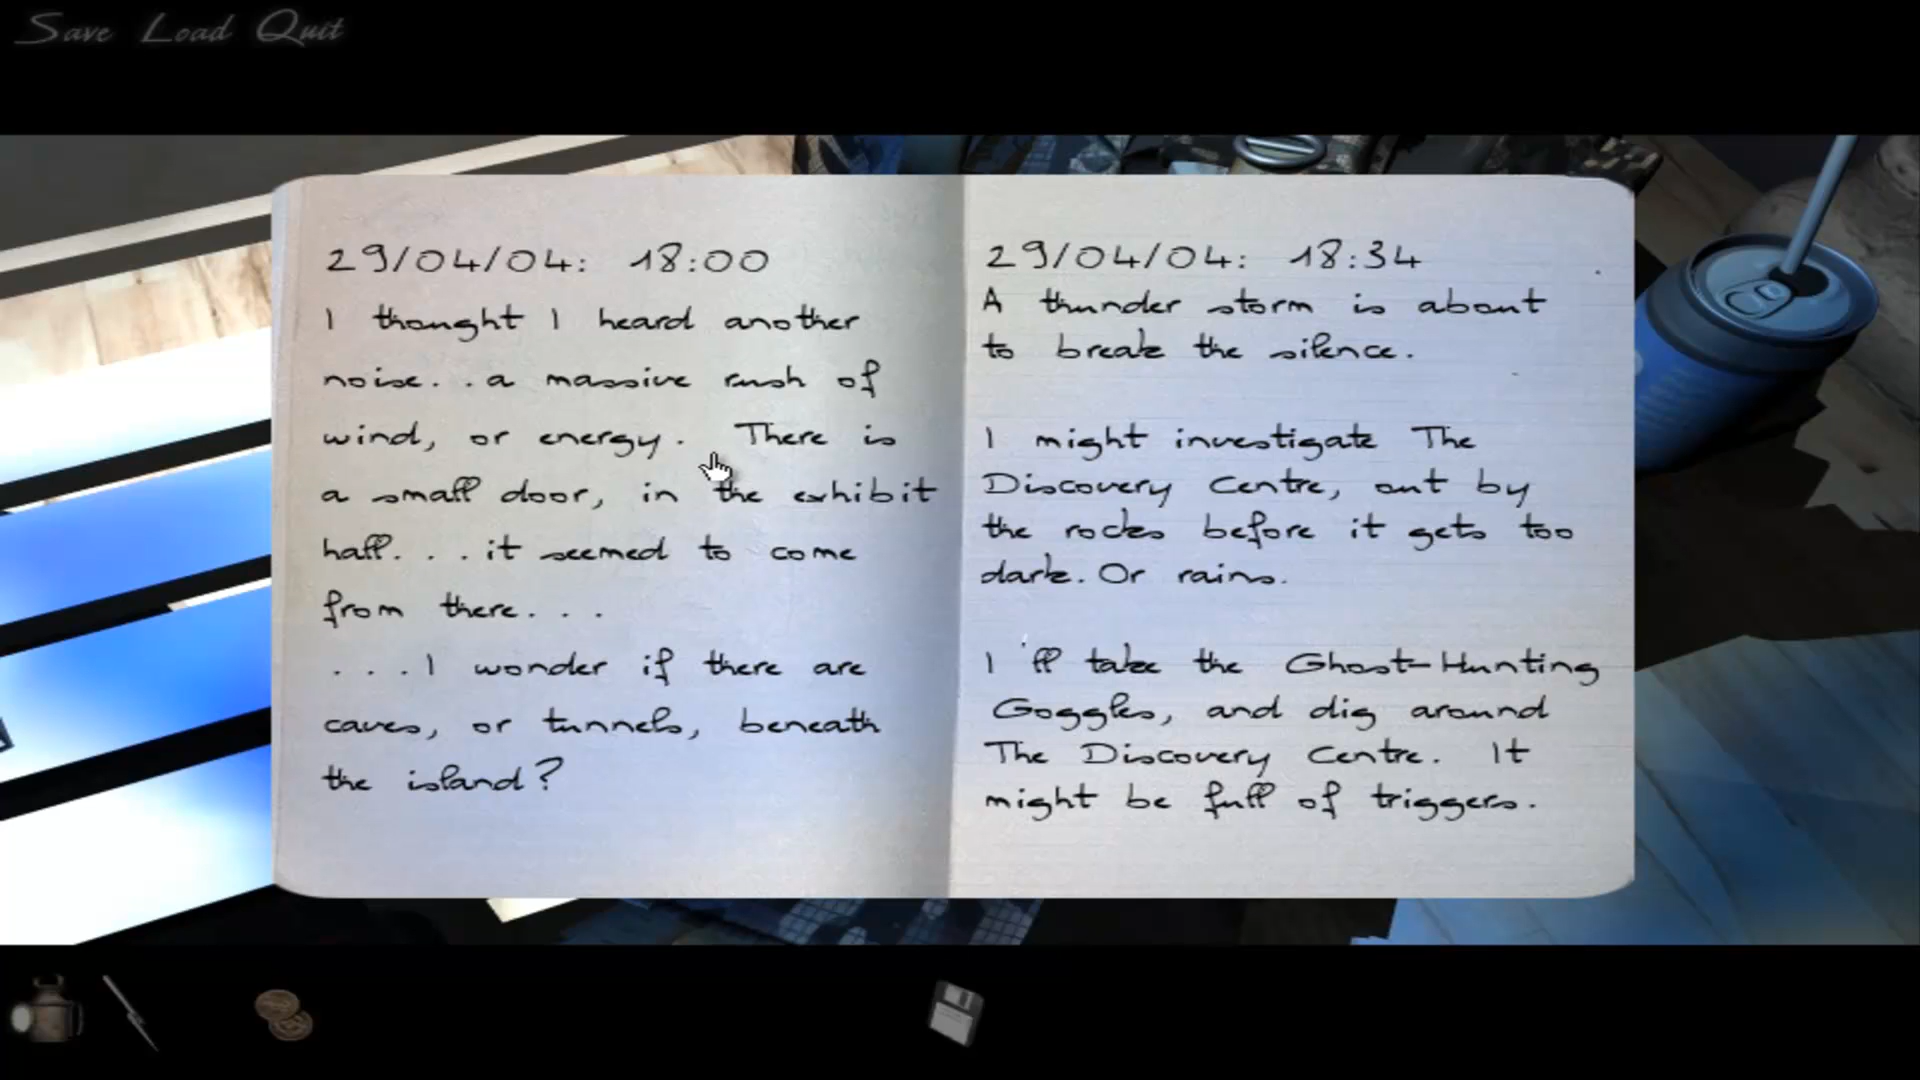 Save Load Quit
29/04/04: 18:00
I thought I heard another
noise...a massive rush of
wind, or energy. There is
a small door, in the exhibit
hall...it seemed to come
from there...
...I wonder if there are
caves, or tunnels, beneath
the island?
29/04/04: 18:34
A thunder storm is about
to break the silence.
I might investigate The
Discovery Centre, out by
the rocks before it gets too
dark. Or rains.
I'll take the Ghost-Hunting
Goggles, and dig around
The Discovery Centre. It
might be full of triggers.